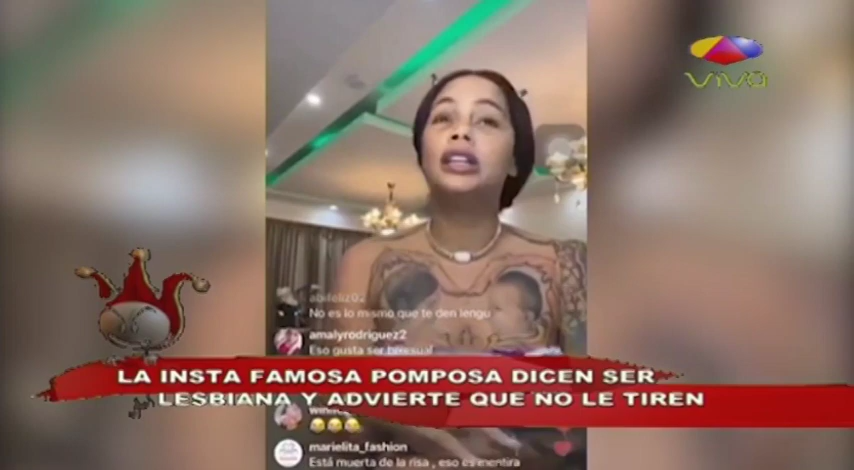 VIVA
abifeliz02
No es lo mismo que te den lengu
amalyrodriguez2
Eso gusta ser bisexual
LA INSTA FAMOSA POMPOSA DICEN SER
LESBIANA Y ADVIERTE QUE NO LE TIREN
marielita_fashion
Está muerta de la risa , eso es mentira